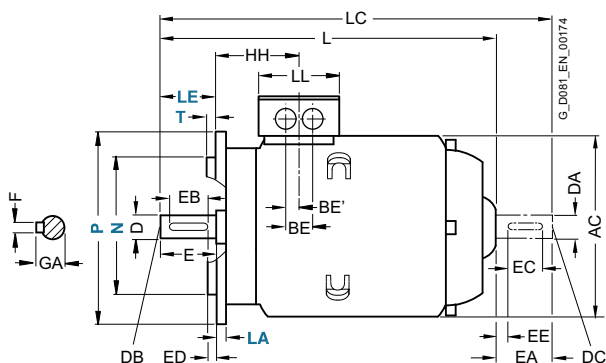 LC
L
HH
LL
LE
T
G_D081_EN_00174
F
GA
P
N
D
EB
E
BE'
BE
DA
AC
EC
LA
EE
DB
ED
EA
DC